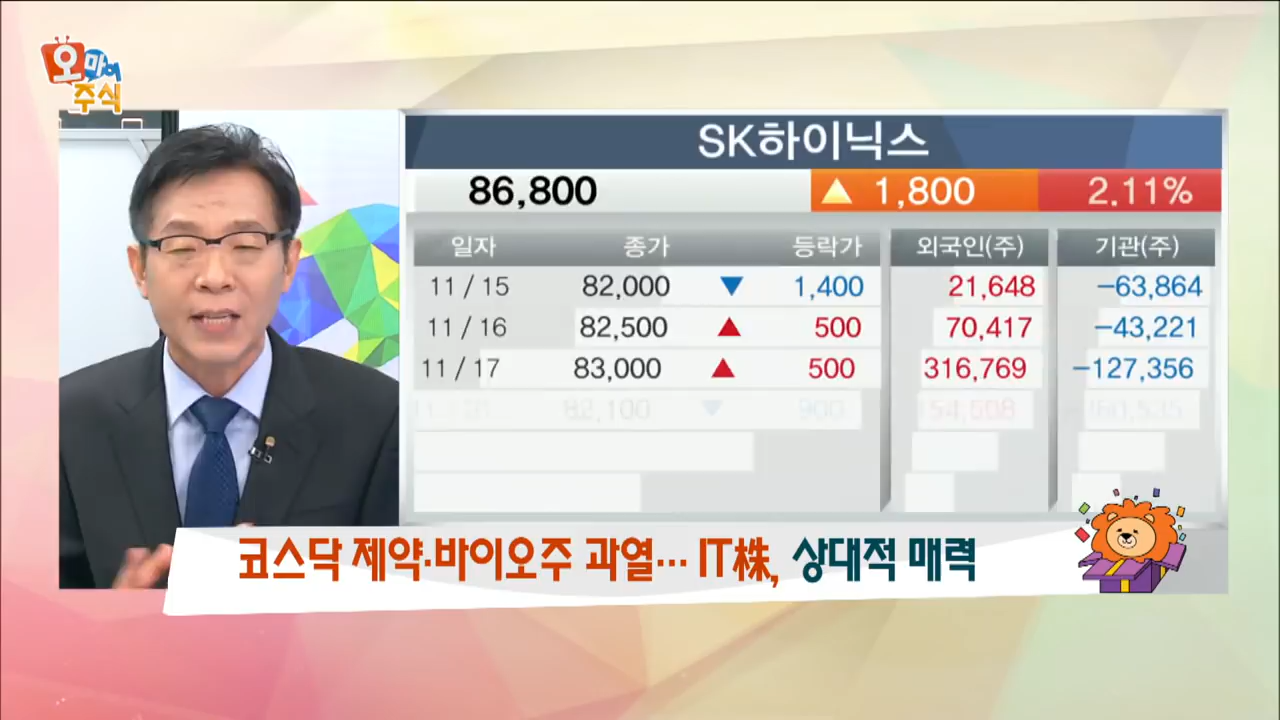 오마이
주식
SK하이닉스
86,800 ▲ 1,800 2.11%
일자 종가 등락가 외국인(주) 기관(주)
11 / 15 82,000 ▼ 1,400 21,648 −63,864
11 / 16 82,500 ▲ 500 70,417 −43,221
11 / 17 83,000 ▲ 500 316,769 −127,356
82,100 ▼ 900
코스닥 제약·바이오주 과열… IT株, 상대적 매력